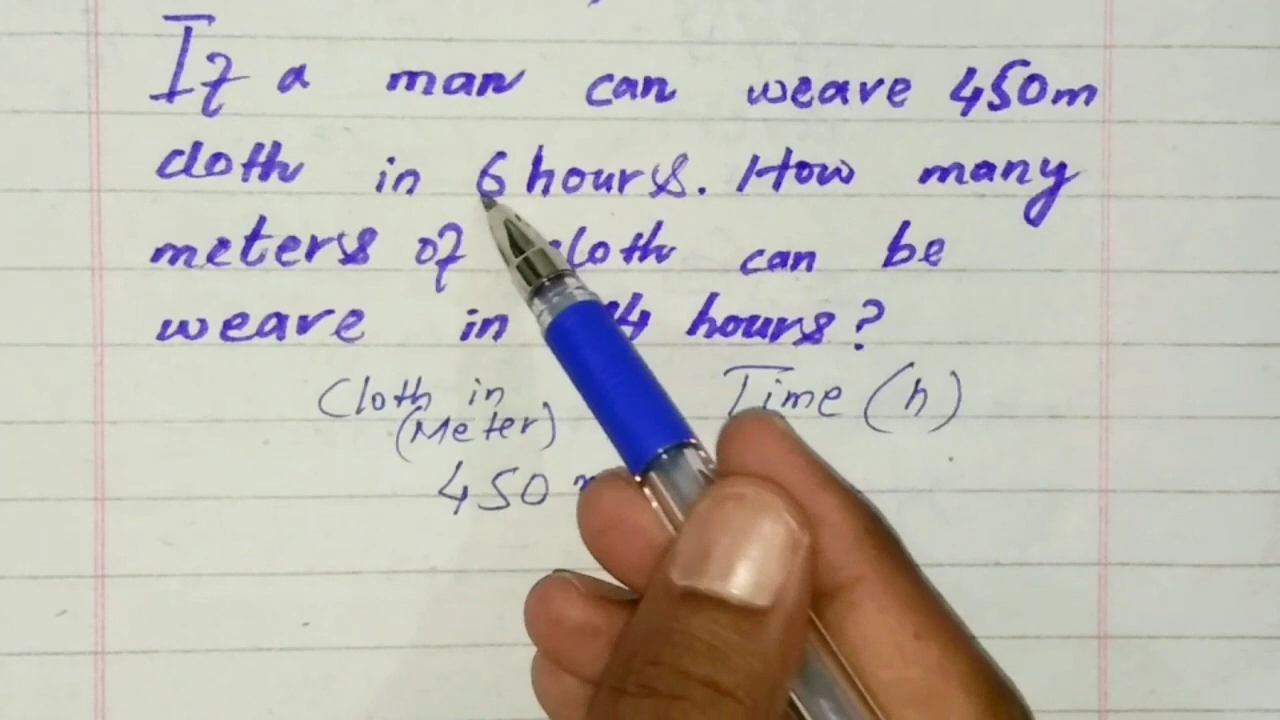 If a man can weave 450m
cloth in 6 hours. How many
meters of cloth can be
weave in hours?
Cloth in Time (h)
(Meter)
450